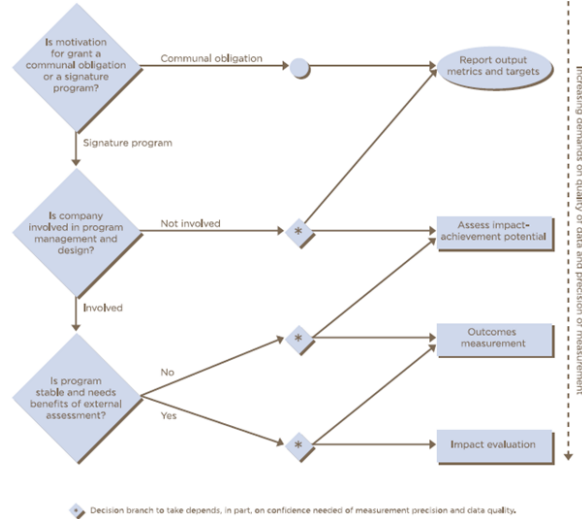 Is motivation
for grant a
communal obligation
or a signature
program?
Communal obligation
Report output
metrics and targets
Signature program
Is company
involved in program
management and
design?
Not involved
*
Assess impact-
achievement potential
Involved
Is program
stable and needs
benefits of external
assessment?
No
Yes
*
Outcomes
measurement
*
Impact evaluation
Increasing demands on quality of data and precision of measurement
* Decision branch to take depends, in part, on confidence needed of measurement precision and data quality.